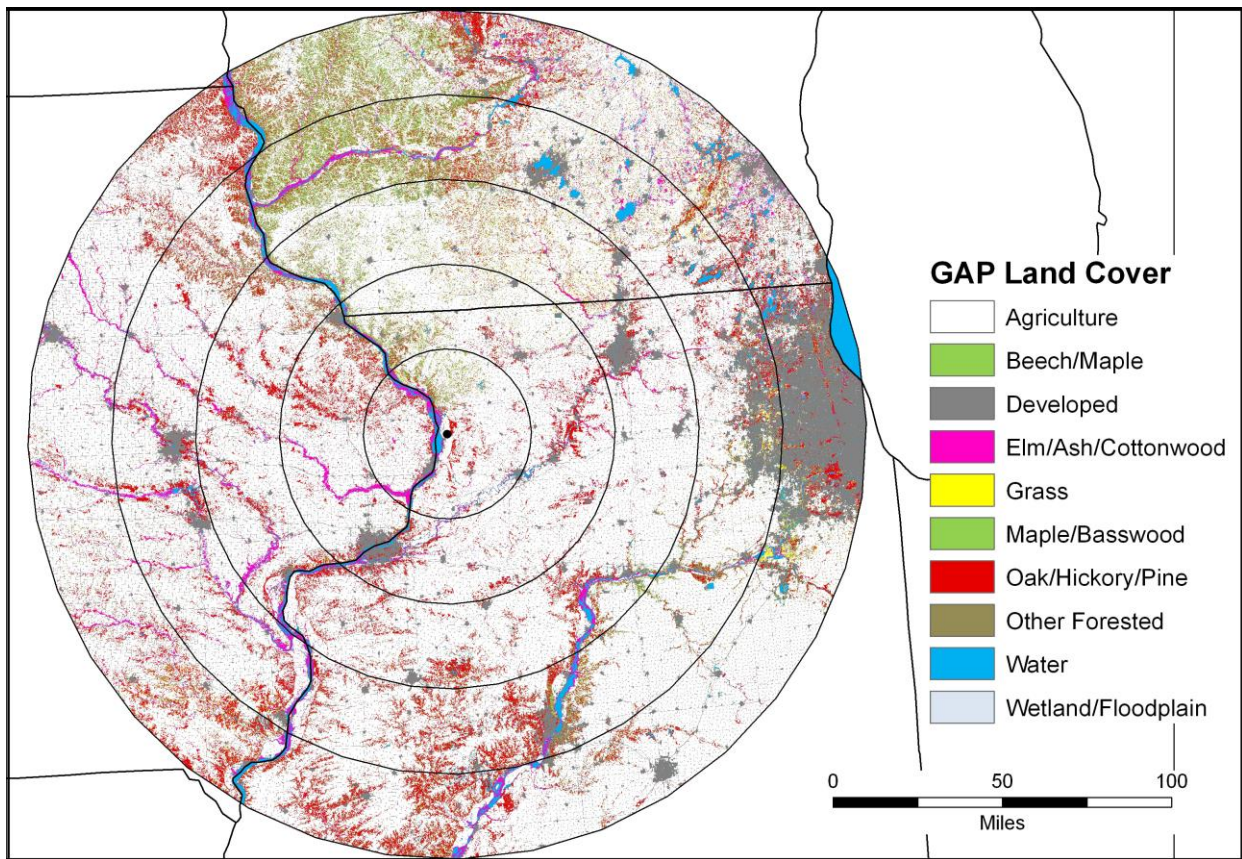 GAP Land Cover
Agriculture
Beech/Maple
Developed
Elm/Ash/Cottonwood
Grass
Maple/Basswood
Oak/Hickory/Pine
Other Forested
Water
Wetland/Floodplain
0 50 100
Miles